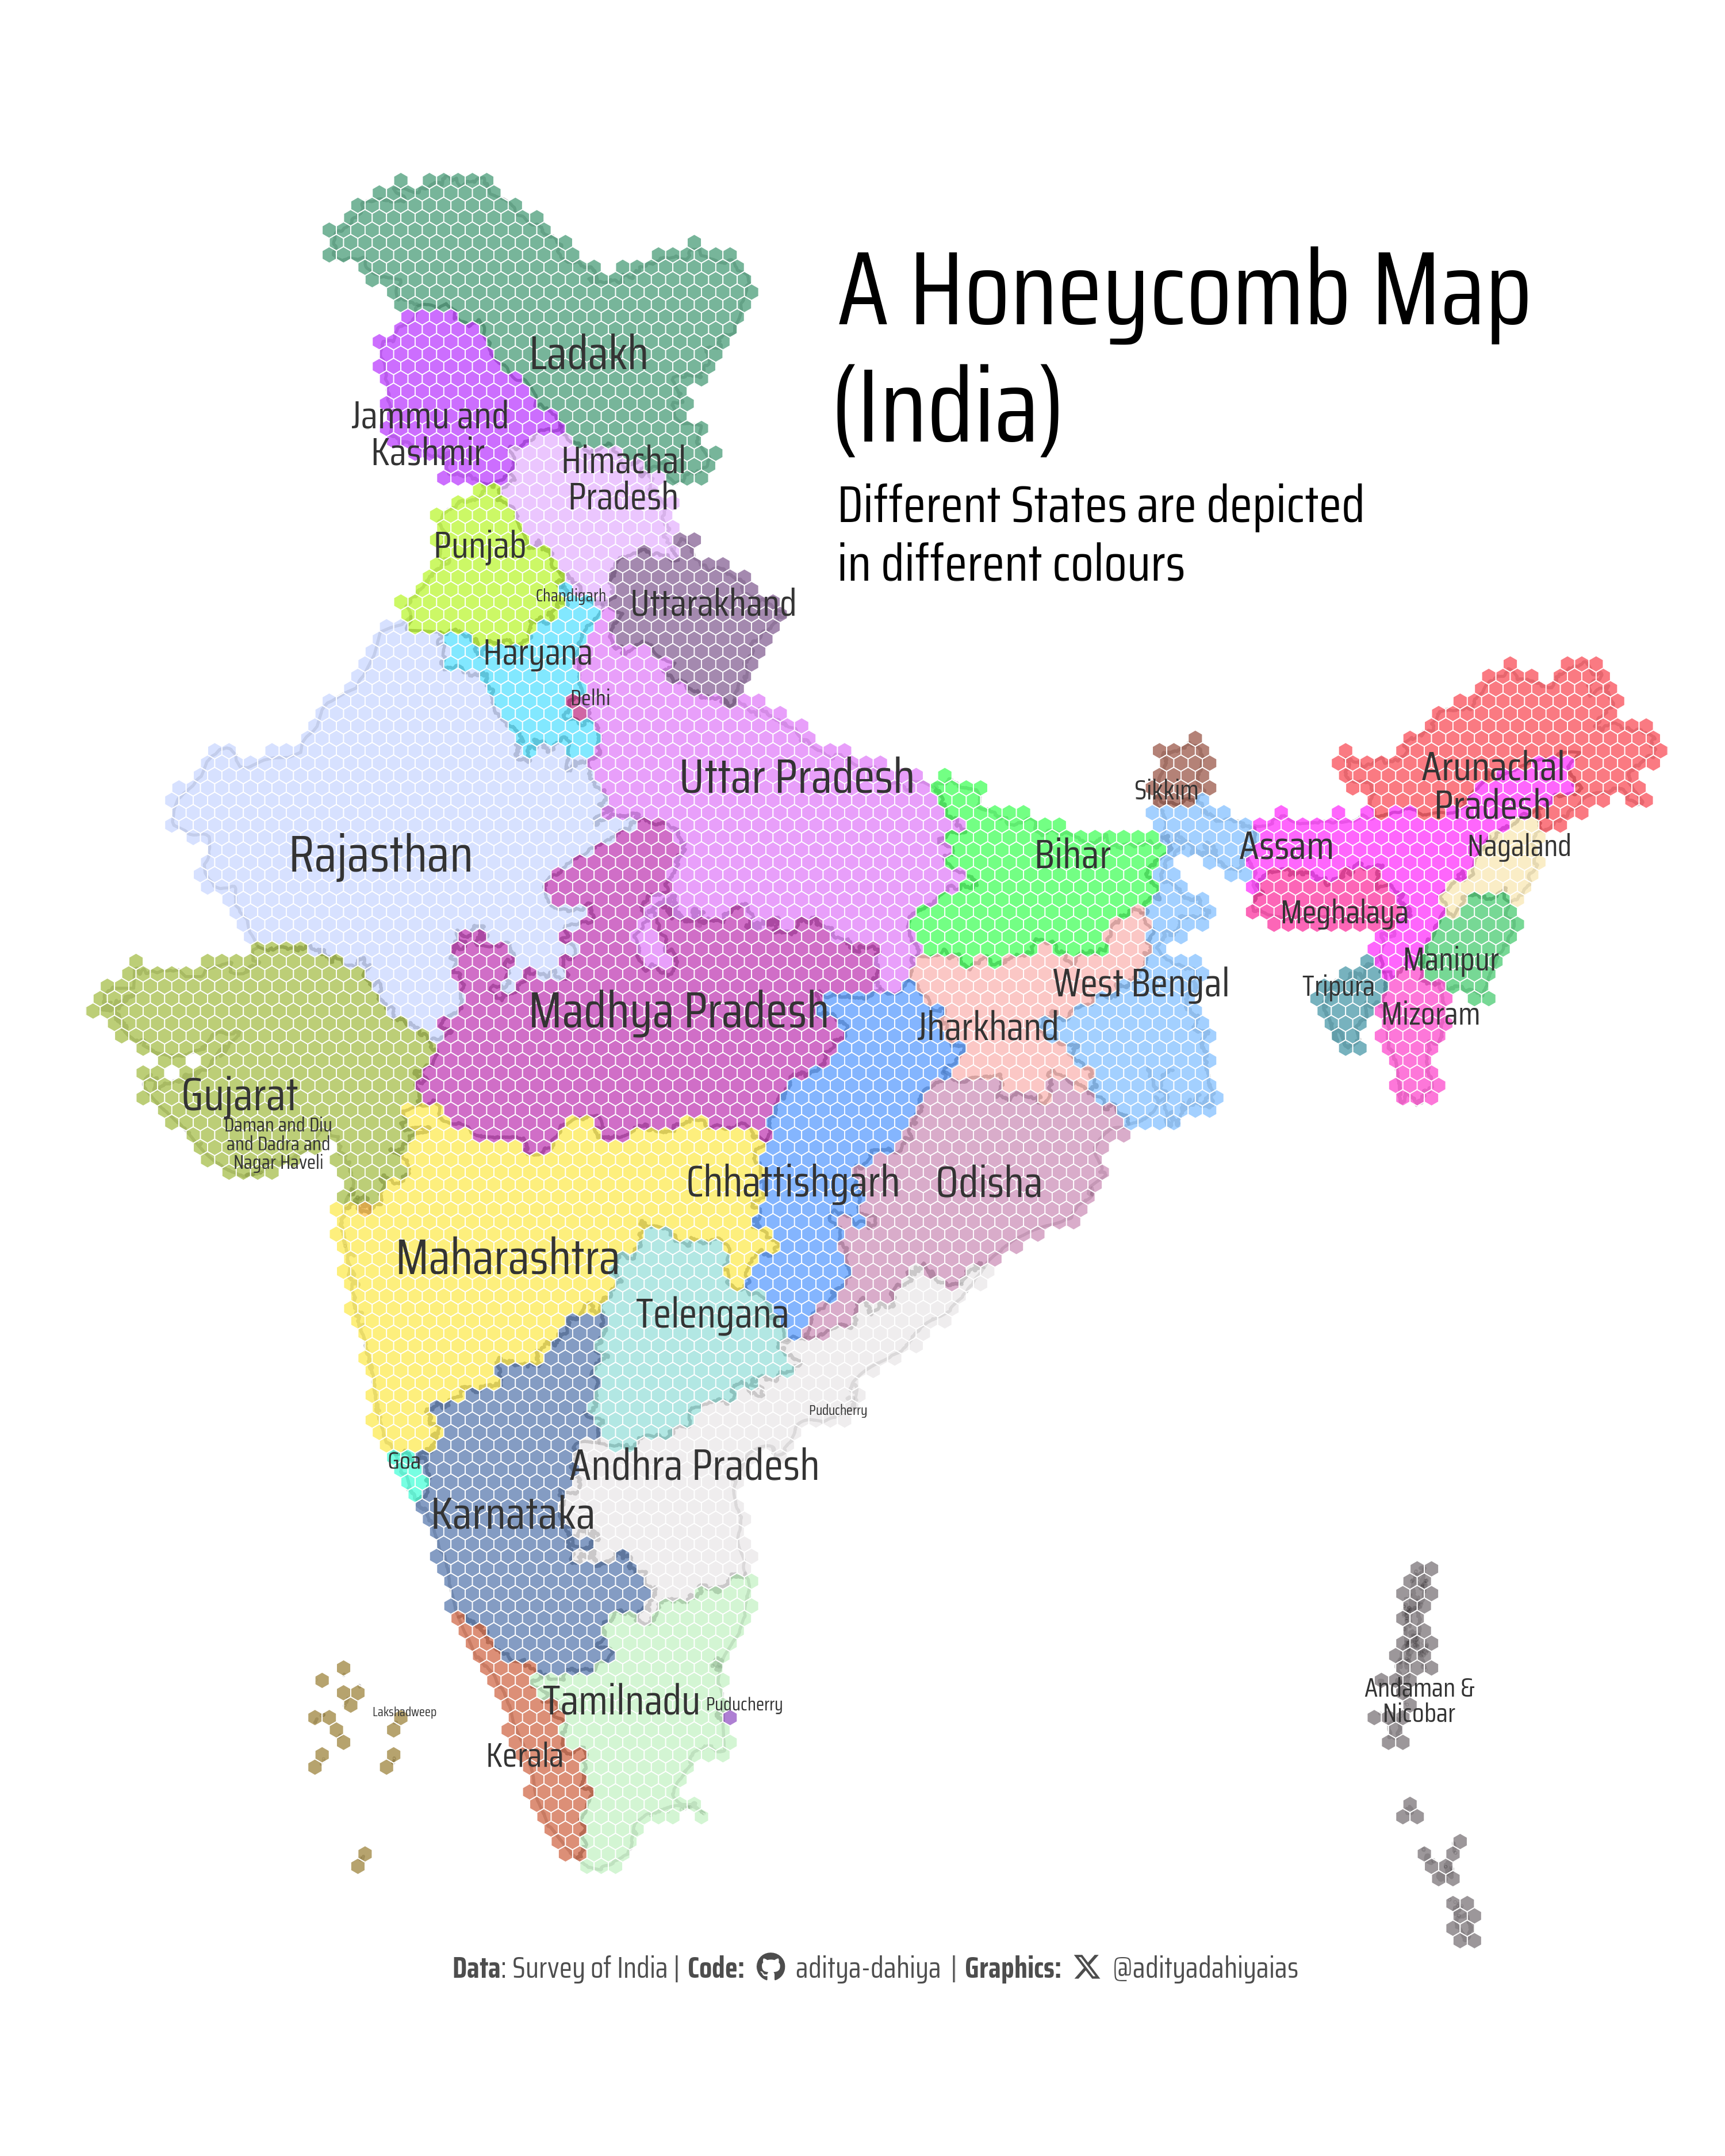 A Honeycomb Map
(India)
Different States are depicted
in different colours
Ladakh
Jammu and
Kashmir
Himachal
Pradesh
Punjab
Chandigarh
Uttarakhand
Haryana
Delhi
Uttar Pradesh
Rajasthan
Bihar
Sikkim
Arunachal
Pradesh
Assam
Nagaland
Meghalaya
Manipur
Tripura
Mizoram
West Bengal
Jharkhand
Madhya Pradesh
Gujarat
Daman and Diu
and Dadra and
Nagar Haveli
Chhattishgarh
Odisha
Maharashtra
Telengana
Puducherry
Andhra Pradesh
Goa
Karnataka
Tamilnadu
Puducherry
Lakshadweep
Kerala
Andaman &
Nicobar
Data: Survey of India | Code: aditya-dahiya | Graphics: @adityadahiyaias